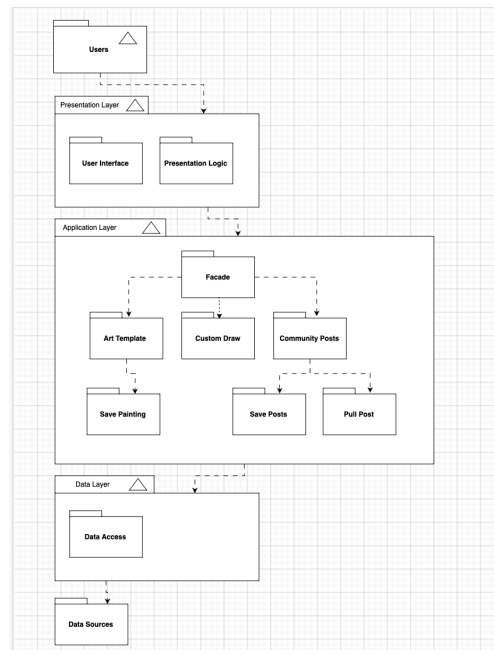 Users
Presentation Layer
User Interface
Presentation Logic
Application Layer
Facade
Art Template
Custom Draw
Community Posts
Save Painting
Save Posts
Pull Post
Data Layer
Data Access
Data Sources